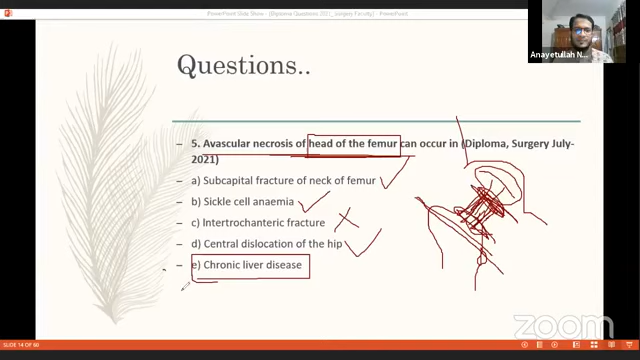 PowerPoint Slide Show - [Diploma Questions 2021_Surgery Faculty] - PowerPoint
Anayetullah N...
Questions..
– 5. Avascular necrosis of head of the femur can occur in (Diploma, Surgery July-
2021)
– a) Subcapital fracture of neck of femur
– b) Sickle cell anaemia
– c) Intertrochanteric fracture
– d) Central dislocation of the hip
– e) Chronic liver disease
zoom
SLIDE 14 OF 60